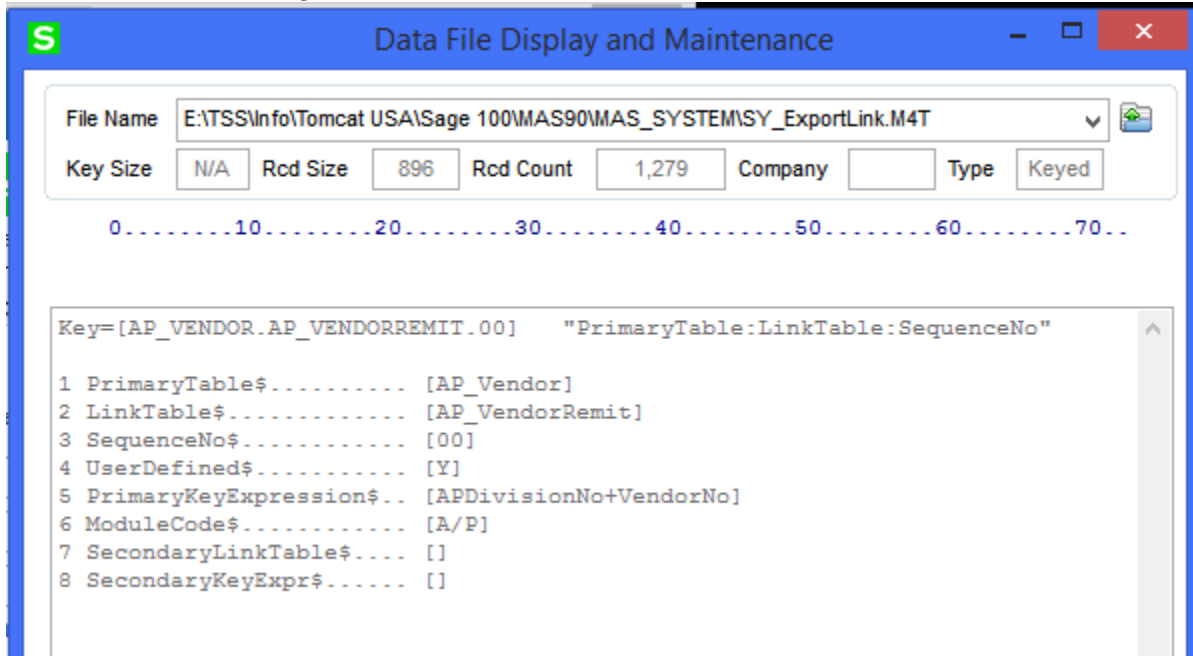 S Data File Display and Maintenance
File Name E:\TSS\Info\Tomcat USA\Sage 100\MAS90\MAS_SYSTEM\SY_ExportLink.M4T
Key Size N/A Rcd Size 896 Rcd Count 1,279 Company Type Keyed
0........10........20........30........40........50........60........70..
Key=[AP_VENDOR.AP_VENDORREMIT.00] "PrimaryTable:LinkTable:SequenceNo"
1 PrimaryTable$.......... [AP_Vendor]
2 LinkTable$............. [AP_VendorRemit]
3 SequenceNo$............ [00]
4 UserDefined$........... [Y]
5 PrimaryKeyExpression$.. [APDivisionNo+VendorNo]
6 ModuleCode$............ [A/P]
7 SecondaryLinkTable$.... []
8 SecondaryKeyExpr$...... []